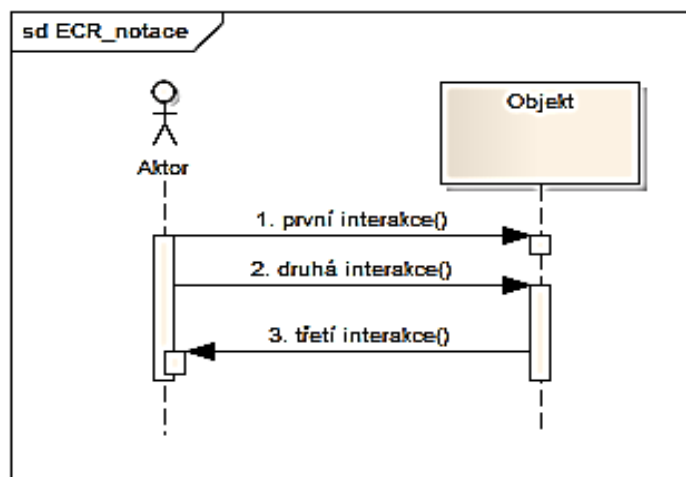 sd ECR_notace
Objekt
Aktor
1. první interakce()
2. druhá interakce()
3. třetí interakce()